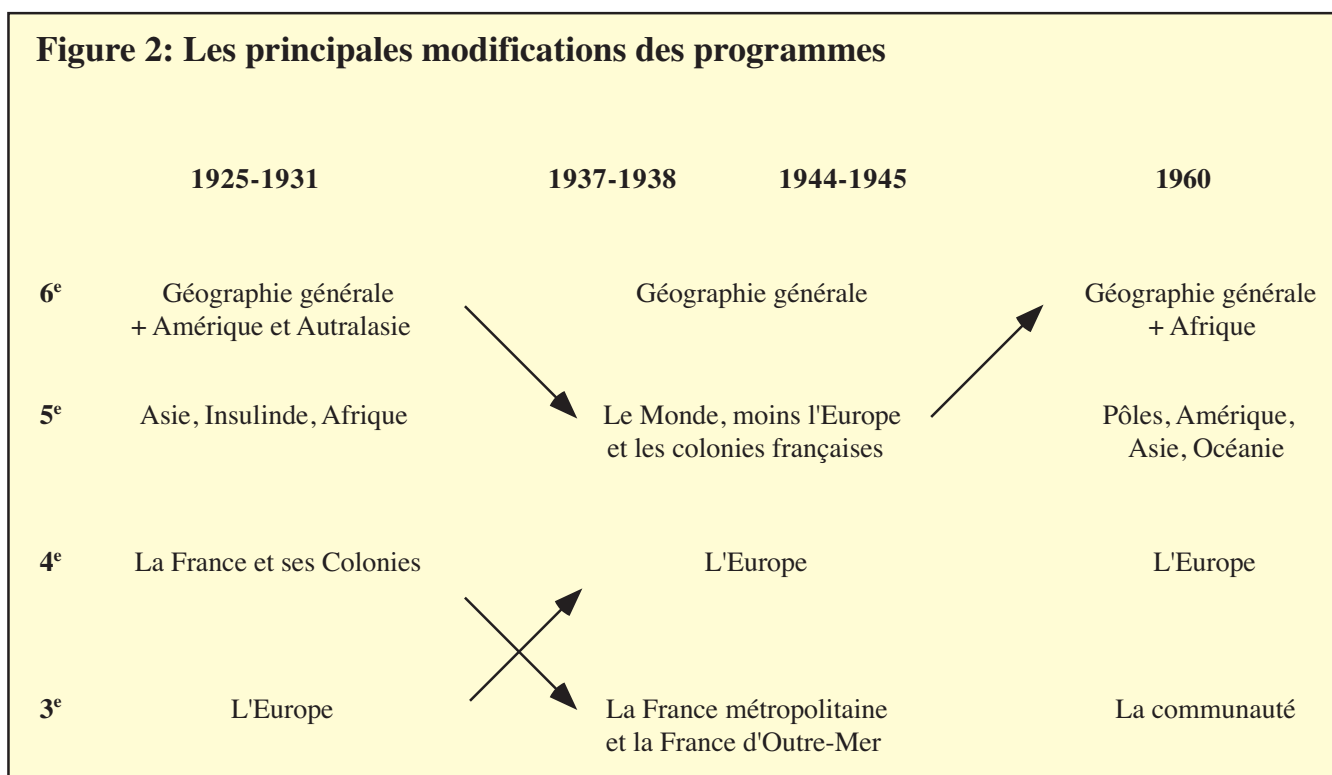 Figure 2: Les principales modifications des programmes
1925-1931 1937-1938 1944-1945 1960
6e Géographie générale Géographie générale Géographie générale
+ Amérique et Autralasie + Afrique
5e Asie, Insulinde, Afrique Le Monde, moins l'Europe Pôles, Amérique,
et les colonies françaises Asie, Océanie
4e La France et ses Colonies L'Europe L'Europe
3e L'Europe La France métropolitaine La communauté
et la France d'Outre-Mer